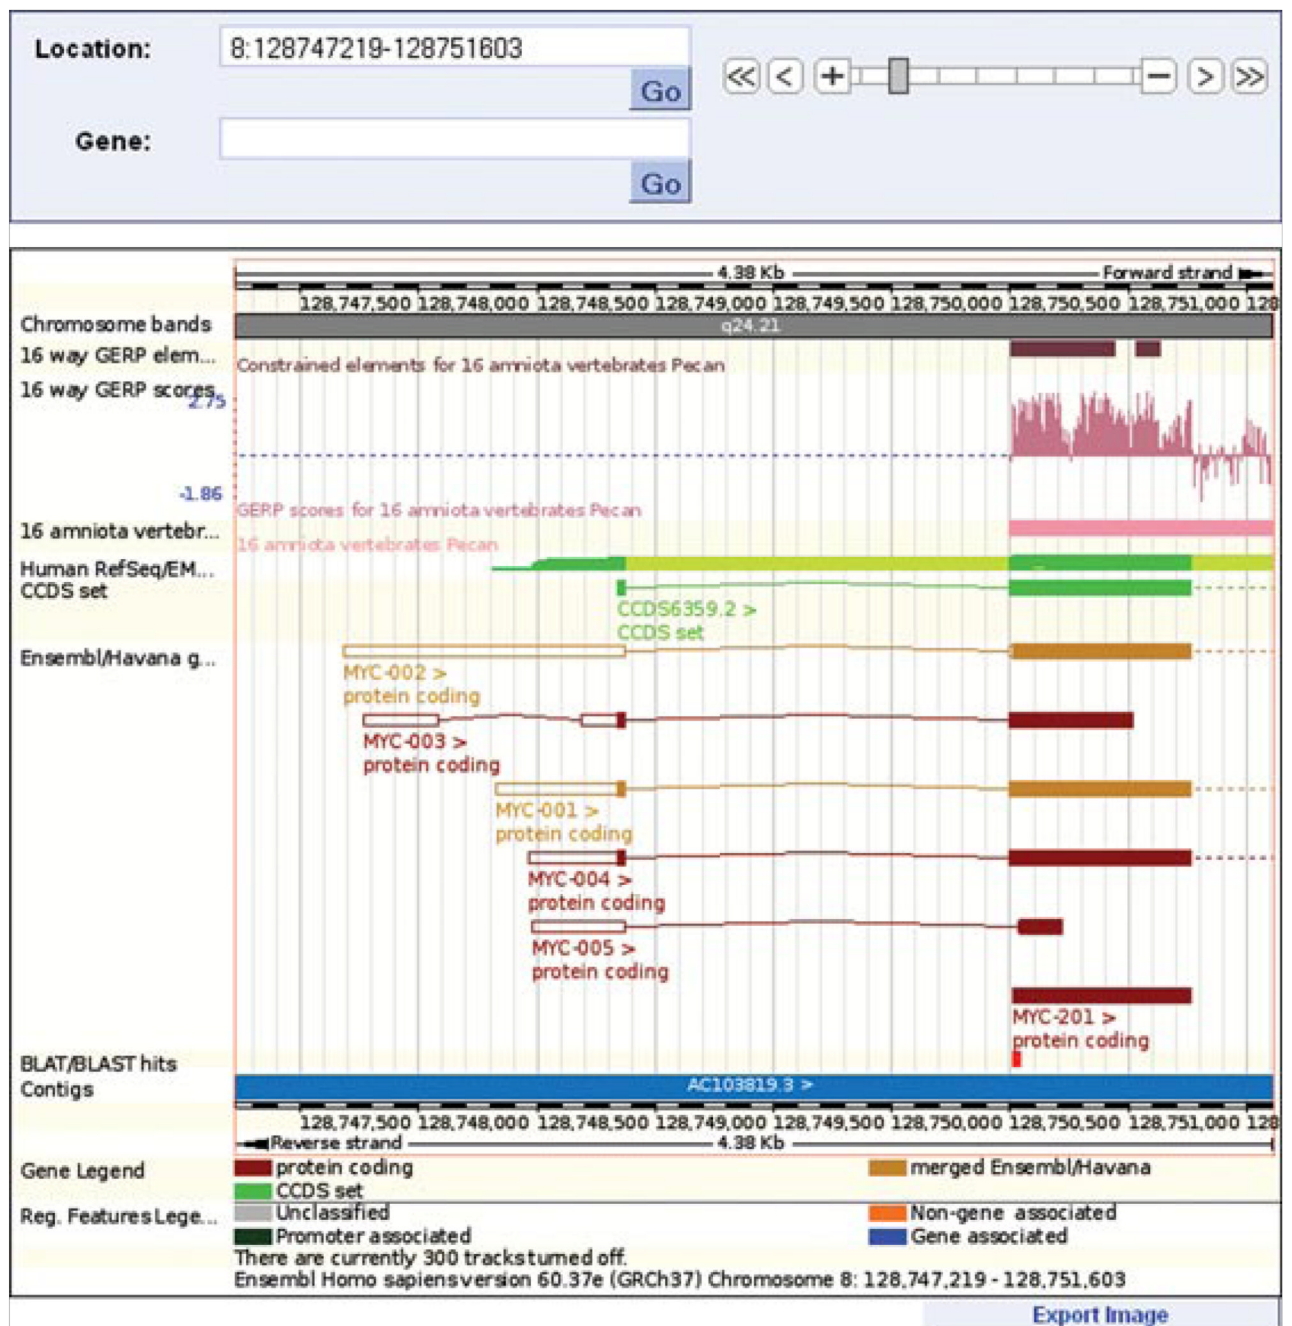 Location:
8:128747219-128751603
Go
Gene:
Go
4.38 Kb
Forward strand
128,747,500 128,748,000 128,748,500 128,749,000 128,749,500 128,750,000 128,750,500 128,751,000 128
Chromosome bands
q24.21
16 way GERP elem...
Constrained elements for 16 amniota vertebrates Pecan
16 way GERP scores
2.75
-1.86
GERP scores for 16 amniota vertebrates Pecan
16 amniota vertebr...
16 amniota vertebrates Pecan
Human RefSeq/EM...
CCDS set
CCDS6359.2 >
CCDS set
Ensembl/Havana g...
MYC-002 >
protein coding
MYC-003 >
protein coding
MYC-001 >
protein coding
MYC-004 >
protein coding
MYC-005 >
protein coding
MYC-201 >
protein coding
BLAT/BLAST hits
Contigs
AC103819.3 >
128,747,500 128,748,000 128,748,500 128,749,000 128,749,500 128,750,000 128,750,500 128,751,000 128
Reverse strand
4.38 Kb
Gene Legend
protein coding
merged Ensembl/Havana
CCDS set
Reg. Features Lege...
Unclassified
Non-gene associated
Promoter associated
Gene associated
There are currently 300 tracks turned off.
Ensembl Homo sapiens version 60.37e (GRCh37) Chromosome 8: 128,747,219 - 128,751,603
Export Image